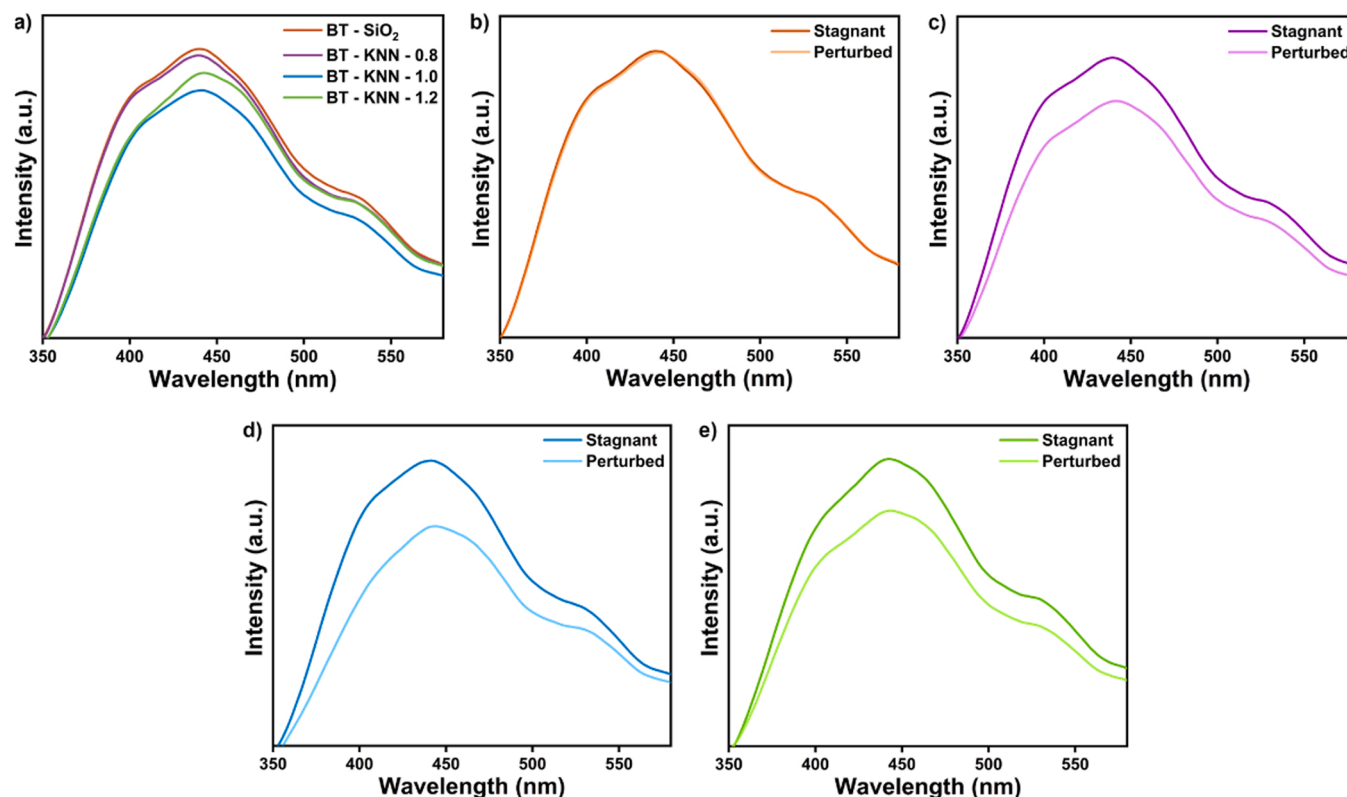 a)
BT - SiO₂
BT - KNN - 0.8
BT - KNN - 1.0
BT - KNN - 1.2
Intensity (a.u.)
350 400 450 500 550
Wavelength (nm)
b)
Stagnant
Perturbed
Intensity (a.u.)
350 400 450 500 550
Wavelength (nm)
c)
Stagnant
Perturbed
Intensity (a.u.)
350 400 450 500 550
Wavelength (nm)
d)
Stagnant
Perturbed
Intensity (a.u.)
350 400 450 500 550
Wavelength (nm)
e)
Stagnant
Perturbed
Intensity (a.u.)
350 400 450 500 550
Wavelength (nm)